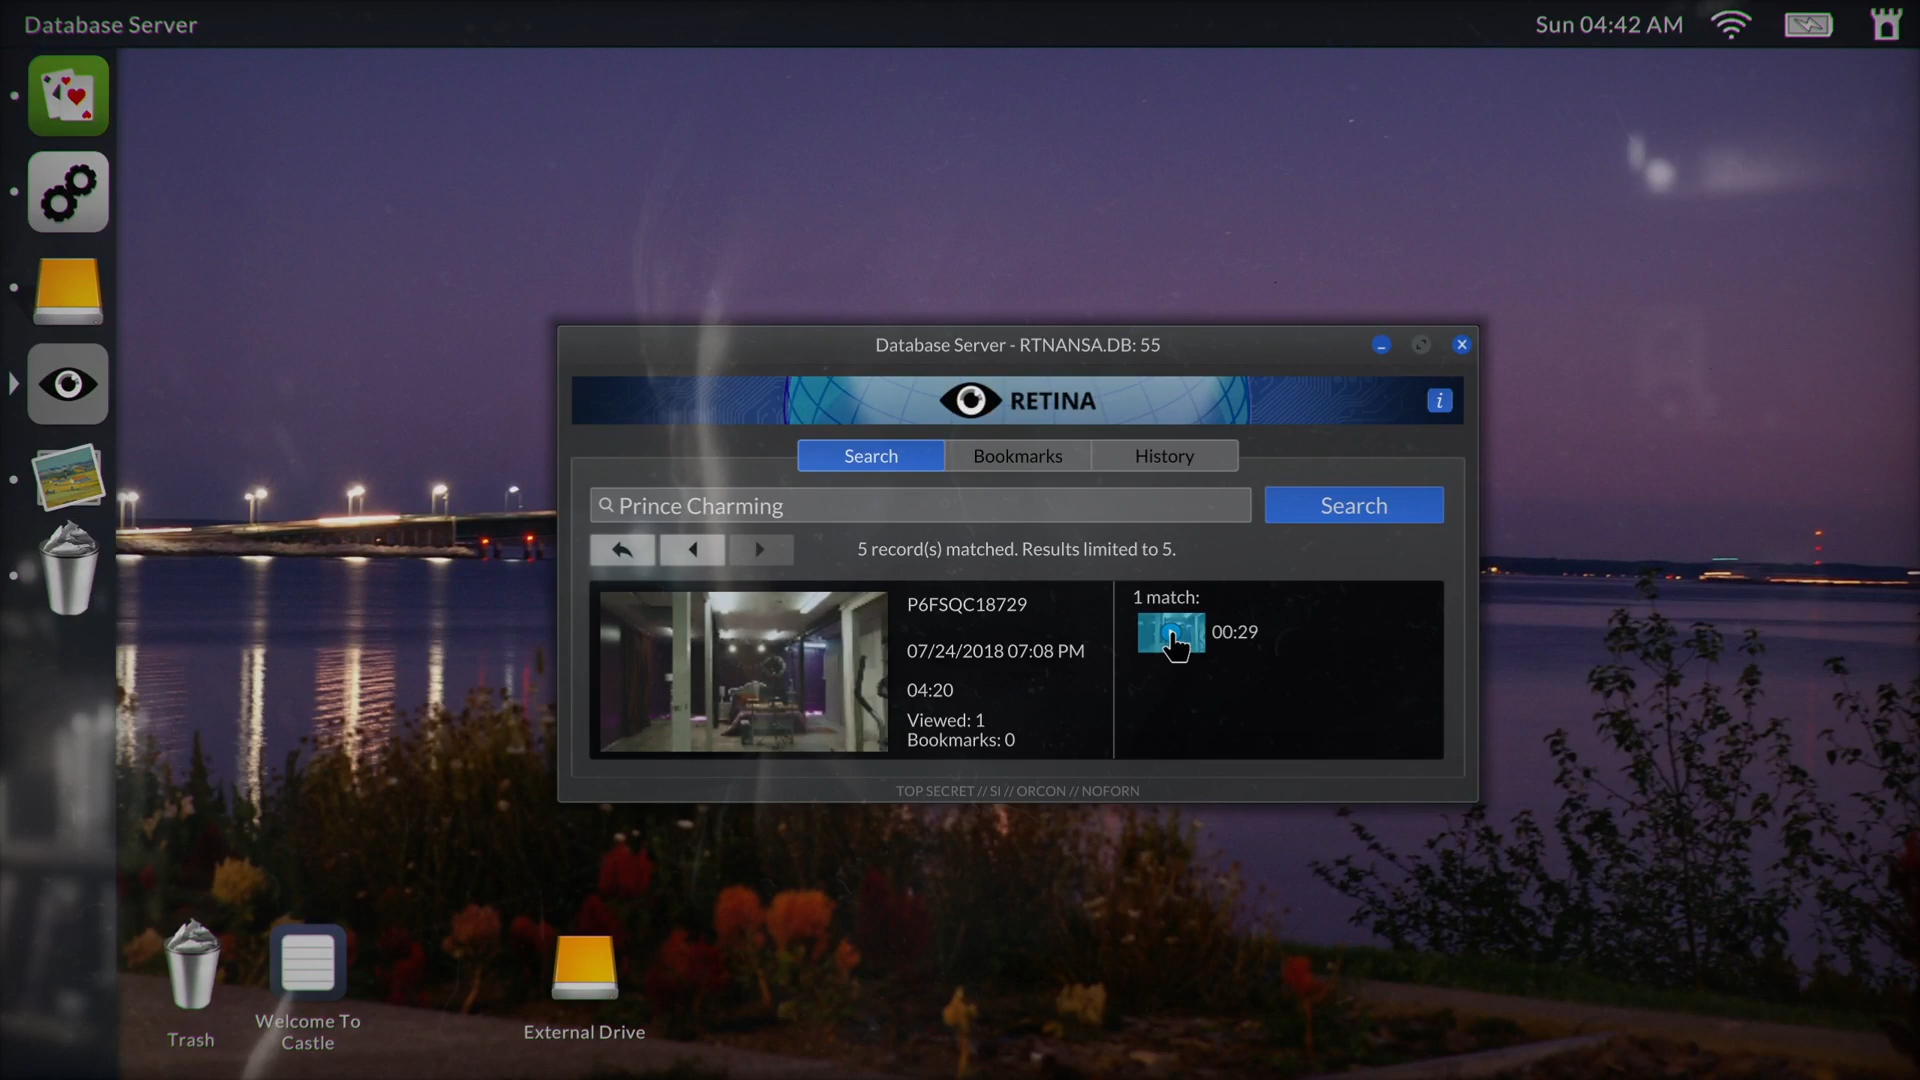 Database Server
Sun 04:42 AM
Database Server - RTNANSA.DB: 55
RETINA
i
Search
Bookmarks
History
Prince Charming
Search
5 record(s) matched. Results limited to 5.
P6FSQC18729
07/24/2018 07:08 PM
04:20
Viewed: 1
Bookmarks: 0
1 match:
00:29
TOP SECRET // SI // ORCON // NOFORN
Trash
Welcome To
Castle
External Drive